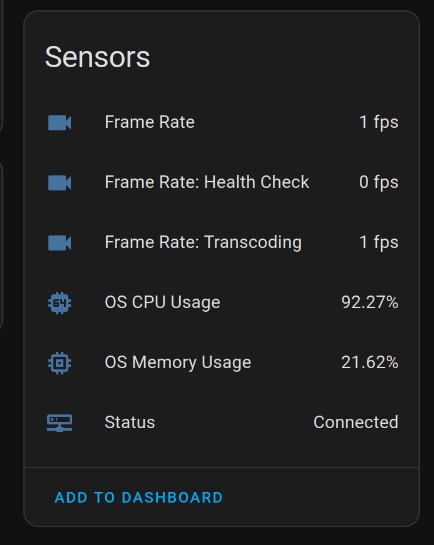 Sensors
Frame Rate 1 fps
Frame Rate: Health Check 0 fps
Frame Rate: Transcoding 1 fps
64 OS CPU Usage 92.27%
OS Memory Usage 21.62%
Status Connected
ADD TO DASHBOARD